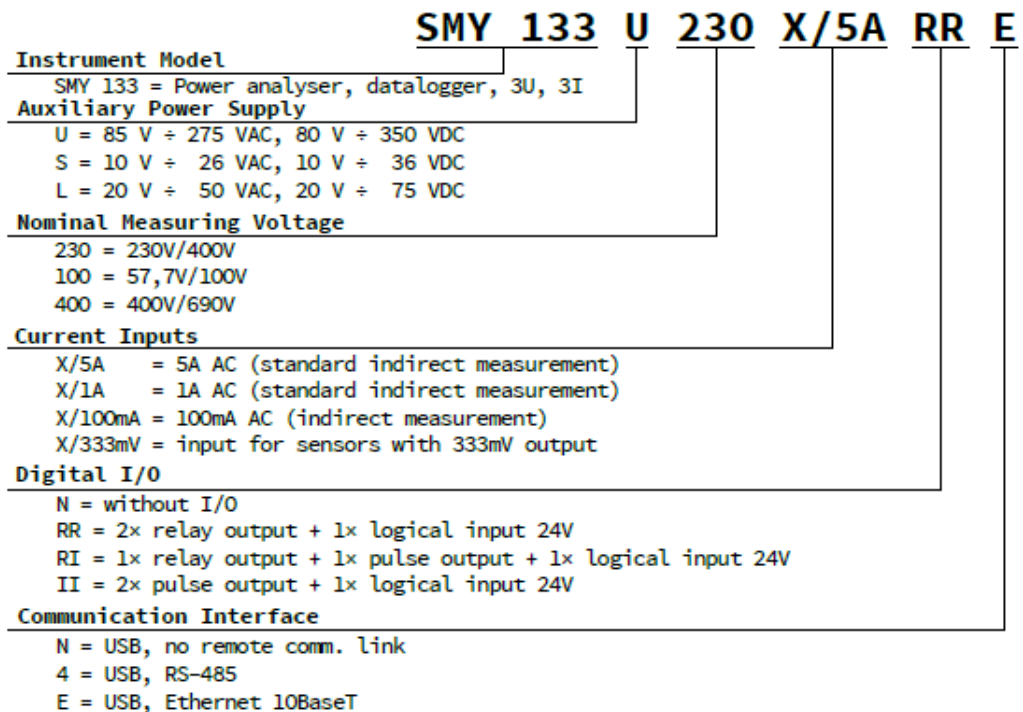 SMY 133 U 230 X/5A RR E
Instrument Model
SMY 133 = Power analyser, datalogger, 3U, 3I
Auxiliary Power Supply
U = 85 V ÷ 275 VAC, 80 V ÷ 350 VDC
S = 10 V ÷ 26 VAC, 10 V ÷ 36 VDC
L = 20 V ÷ 50 VAC, 20 V ÷ 75 VDC
Nominal Measuring Voltage
230 = 230V/400V
100 = 57,7V/100V
400 = 400V/690V
Current Inputs
X/5A = 5A AC (standard indirect measurement)
X/1A = 1A AC (standard indirect measurement)
X/100mA = 100mA AC (indirect measurement)
X/333mV = input for sensors with 333mV output
Digital I/O
N = without I/O
RR = 2× relay output + 1× logical input 24V
RI = 1× relay output + 1× pulse output + 1× logical input 24V
II = 2× pulse output + 1× logical input 24V
Communication Interface
N = USB, no remote comm. link
4 = USB, RS-485
E = USB, Ethernet 10BaseT